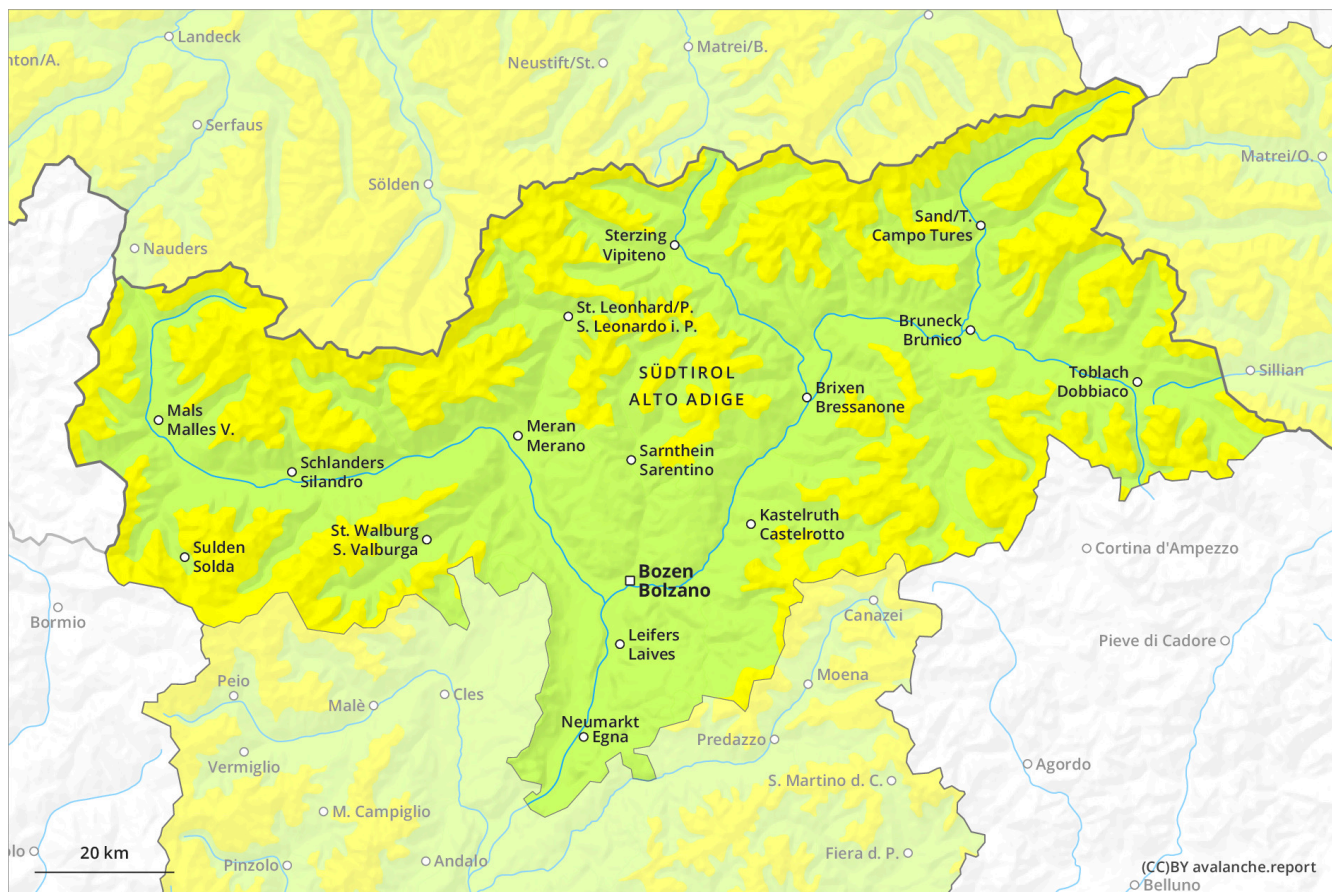 Landeck
nton/A.
Matrei/B.
Neustift/St.
Serfaus
Matrei/O.
Sölden
Sand/T.
Campo Tures
Sterzing
Vipiteno
Nauders
St. Leonhard/P.
S. Leonardo i. P.
Bruneck
Brunico
SÜDTIROL
ALTO ADIGE
Toblach
Dobbiaco
Sillian
Brixen
Bressanone
Mals
Malles V.
Meran
Merano
Schlanders
Silandro
Sarnthein
Sarentino
Kastelruth
Castelrotto
St. Walburg
S. Valburga
Sulden
Solda
Cortina d'Ampezzo
Bozen
Bolzano
Bormio
Canazei
Leifers
Laives
Pieve di Cadore
Peio
Malè
Cles
Moena
Neumarkt
Egna
Predazzo
Vermiglio
Agordo
S. Martino d. C.
M. Campiglio
olo
20 km
Pinzolo
Andalo
Fiera d. P.
(CC)BY avalanche.report
Belluno